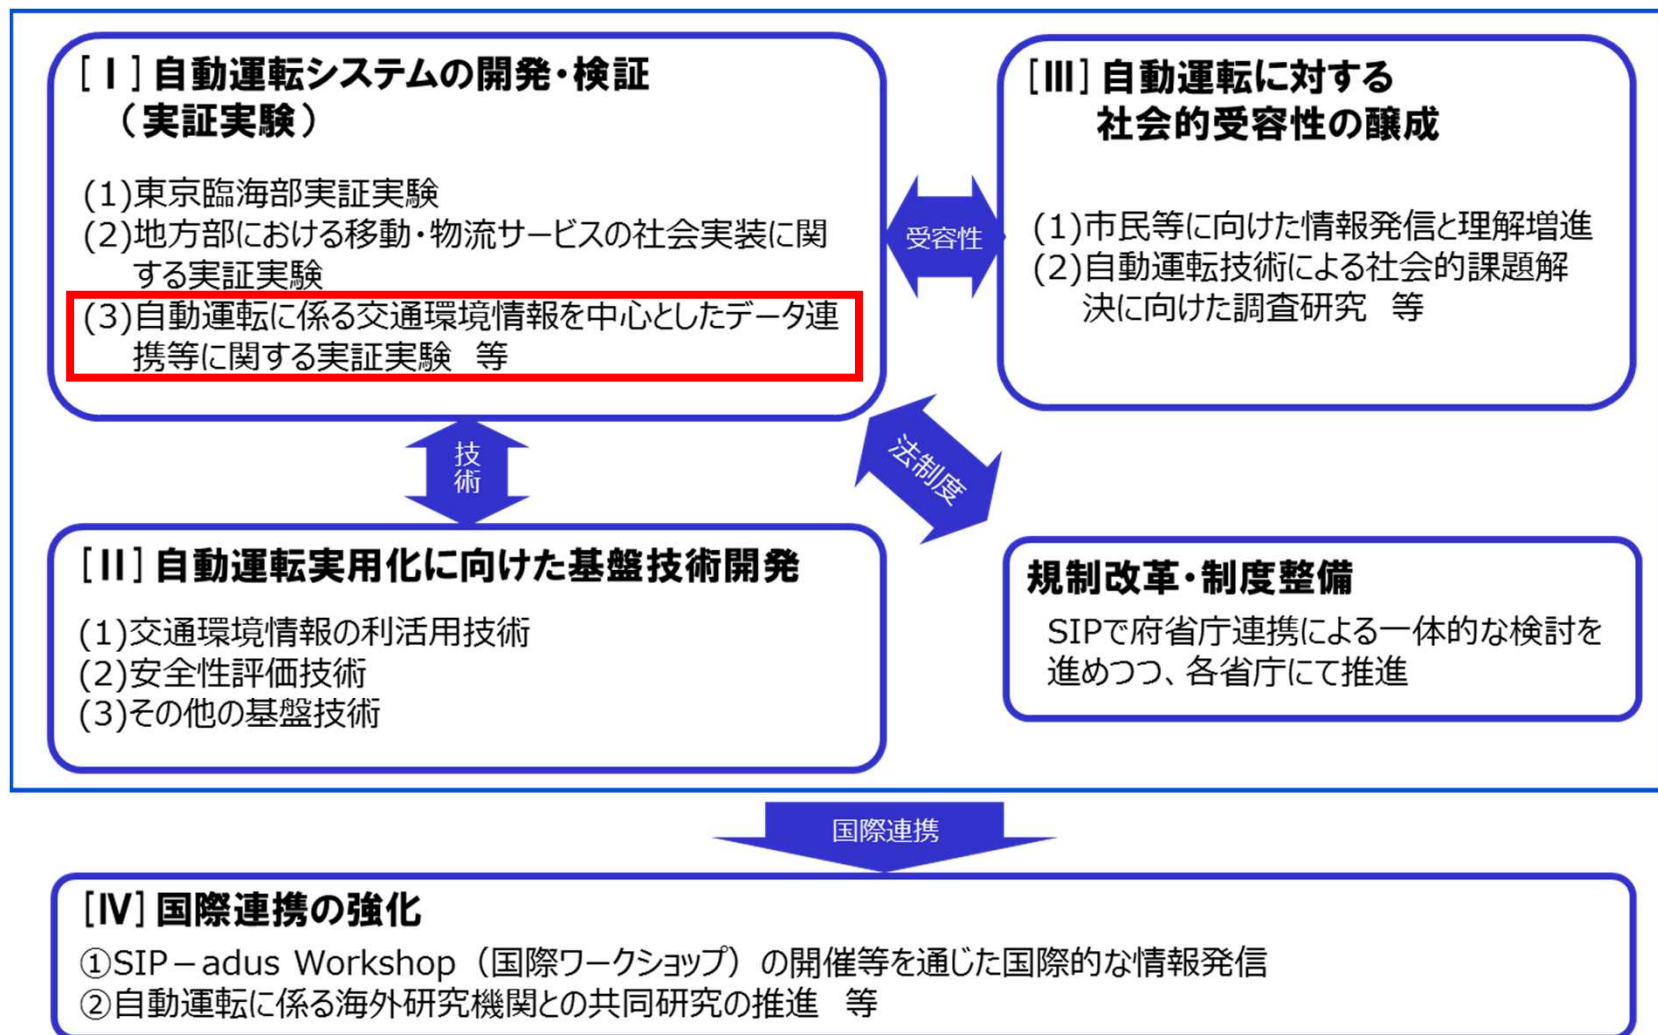 [Ⅰ] 自動運転システムの開発・検証
（実証実験）
(1)東京臨海部実証実験
(2)地方部における移動・物流サービスの社会実装に関
する実証実験
(3)自動運転に係る交通環境情報を中心としたデータ連
携等に関する実証実験 等
受容性
[Ⅲ] 自動運転に対する
社会的受容性の醸成
(1)市民等に向けた情報発信と理解増進
(2)自動運転技術による社会的課題解
決に向けた調査研究 等
技
術
法制度
[Ⅱ] 自動運転実用化に向けた基盤技術開発
(1)交通環境情報の利活用技術
(2)安全性評価技術
(3)その他の基盤技術
規制改革・制度整備
SIPで府省庁連携による一体的な検討を
進めつつ、各省庁にて推進
国際連携
[Ⅳ] 国際連携の強化
①SIP－adus Workshop（国際ワークショップ）の開催等を通じた国際的な情報発信
②自動運転に係る海外研究機関との共同研究の推進 等